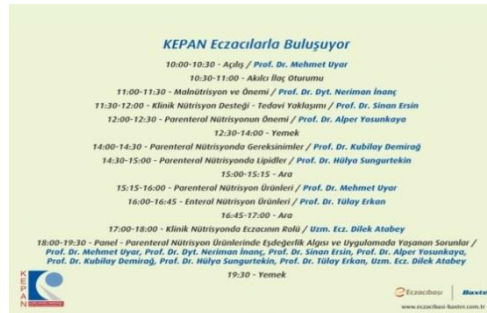 KEPAN Eczacılarla Buluşuyor
10:00-10:30 - Açılış / Prof. Dr. Mehmet Uyar
10:30-11:00 - Akılcı İlaç Oturumu
11:00-11:30 - Malnütrisyon ve Önemi / Prof. Dr. Dyt. Neriman İnanç
11:30-12:00 - Klinik Nütrisyon Desteği - Tedavi Yaklaşımı / Prof. Dr. Sinan Ersin
12:00-12:30 - Parenteral Nütrisyonun Önemi / Prof. Dr. Alper Yosunkaya
12:30-14:00 - Yemek
14:00-14:30 - Parenteral Nütrisyonda Gereksinimler / Prof. Dr. Kubilay Demirağ
14:30-15:00 - Parenteral Nütrisyonda Lipidler / Prof. Dr. Hülya Sungurtekin
15:00-15:15 - Ara
15:15-16:00 - Parenteral Nütrisyon Ürünleri / Prof. Dr. Mehmet Uyar
16:00-16:45 - Enteral Nütrisyon Ürünleri / Prof. Dr. Tülay Erkan
16:45-17:00 - Ara
17:00-18:00 - Klinik Nütrisyonda Eczacının Rolü / Uzm. Ecz. Dilek Atabey
18:00-19:30 - Panel - Parenteral Nütrisyon Ürünlerinde Eşdeğerlik Algısı ve Uygulamada Yaşanan Sorunlar /
Prof. Dr. Mehmet Uyar, Prof. Dr. Dyt. Neriman İnanç, Prof. Dr. Sinan Ersin, Prof. Dr. Alper Yosunkaya,
Prof. Dr. Kubilay Demirağ, Prof. Dr. Hülya Sungurtekin, Prof. Dr. Tülay Erkan, Uzm. Ecz. Dilek Atabey
19:30 - Yemek
KEPAN
Eczacıbaşı Baxter
www.eczacibasi-baxter.com.tr